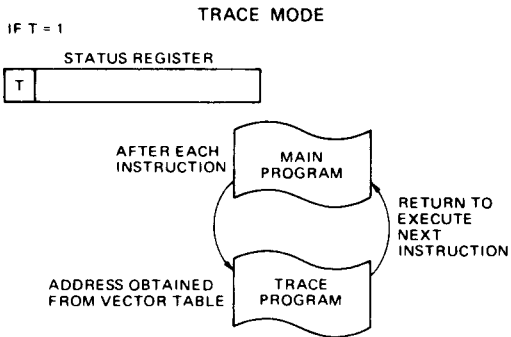 TRACE MODE
IF T = 1
STATUS REGISTER
T
AFTER EACH
INSTRUCTION
MAIN
PROGRAM
RETURN TO
EXECUTE
NEXT
INSTRUCTION
ADDRESS OBTAINED
FROM VECTOR TABLE
TRACE
PROGRAM